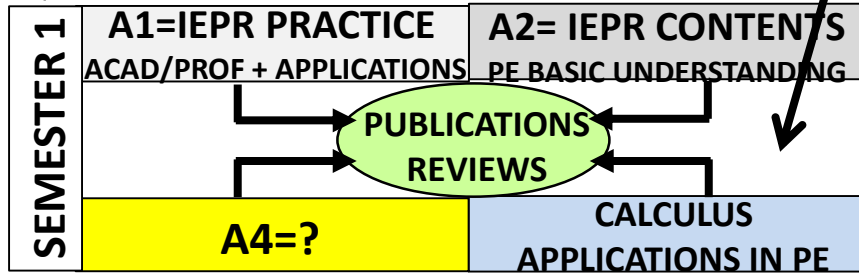 SEMESTER 1
A1=IEPR PRACTICE
ACAD/PROF + APPLICATIONS
A2= IEPR CONTENTS
PE BASIC UNDERSTANDING
PUBLICATIONS
REVIEWS
A4=?
CALCULUS
APPLICATIONS IN PE